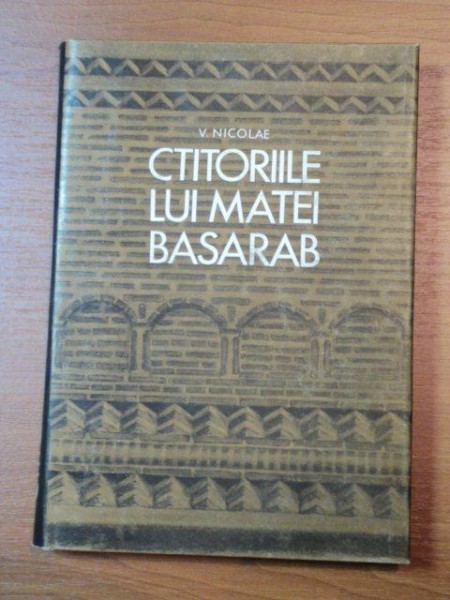 V. NICOLAE
CTITORIILE
LUI MATEI
BASARAB